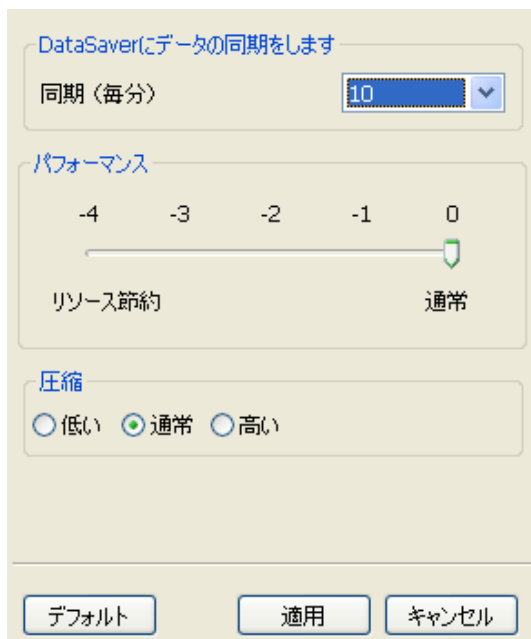 DataSaverにデータの同期をします
同期（毎分） 10
パフォーマンス
-4 -3 -2 -1 0
リソース節約 通常
圧縮
低い 通常 高い
デフォルト 適用 キャンセル